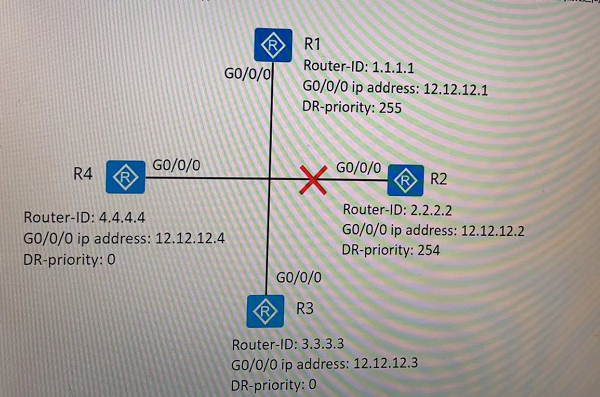 R1
Router-ID: 1.1.1.1
G0/0/0
G0/0/0 ip address: 12.12.12.1
DR-priority: 255
R4
G0/0/0
G0/0/0
R2
Router-ID: 4.4.4.4
G0/0/0 ip address: 12.12.12.4
DR-priority: 0
Router-ID: 2.2.2.2
G0/0/0 ip address: 12.12.12.2
DR-priority: 254
G0/0/0
R3
Router-ID: 3.3.3.3
G0/0/0 ip address: 12.12.12.3
DR-priority: 0